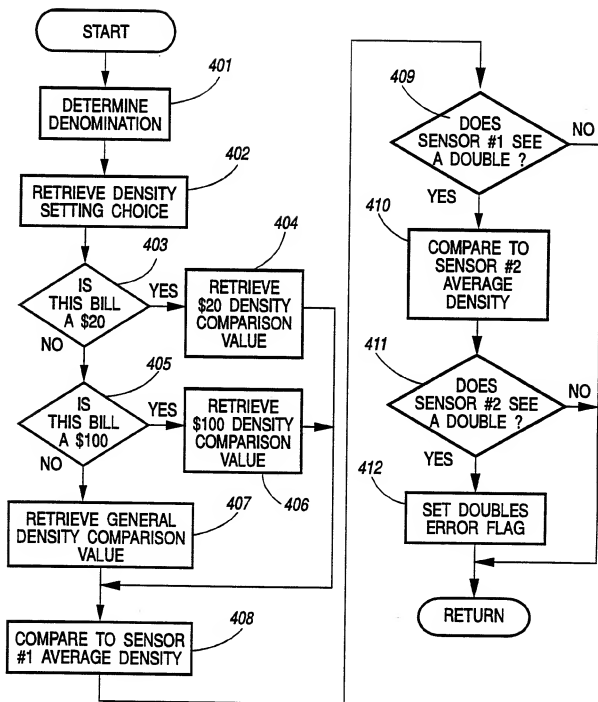 START
401
DETERMINE
DENOMINATION
402
RETRIEVE DENSITY
SETTING CHOICE
403
IS
THIS BILL
A $20
YES
NO
404
RETRIEVE
$20 DENSITY
COMPARISON
VALUE
405
IS
THIS BILL
A $100
YES
NO
RETRIEVE
$100 DENSITY
COMPARISON
VALUE
406
407
RETRIEVE GENERAL
DENSITY COMPARISON
VALUE
408
COMPARE TO SENSOR
#1 AVERAGE DENSITY
409
DOES
SENSOR #1 SEE
A DOUBLE ?
NO
YES
410
COMPARE TO
SENSOR #2
AVERAGE
DENSITY
411
DOES
SENSOR #2 SEE
A DOUBLE ?
NO
YES
412
SET DOUBLES
ERROR FLAG
RETURN